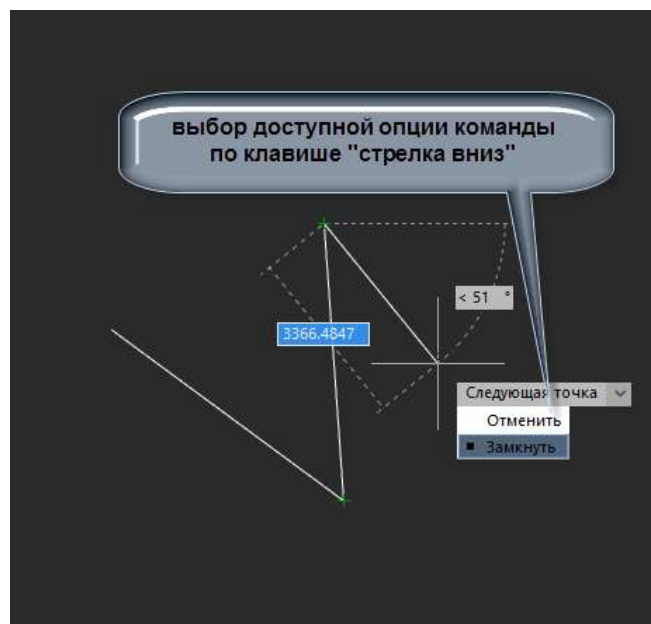 выбор доступной опции команды
по клавише "стрелка вниз"
< 51 °
3366.4847
Следующая точка
Отменить
Замкнуть